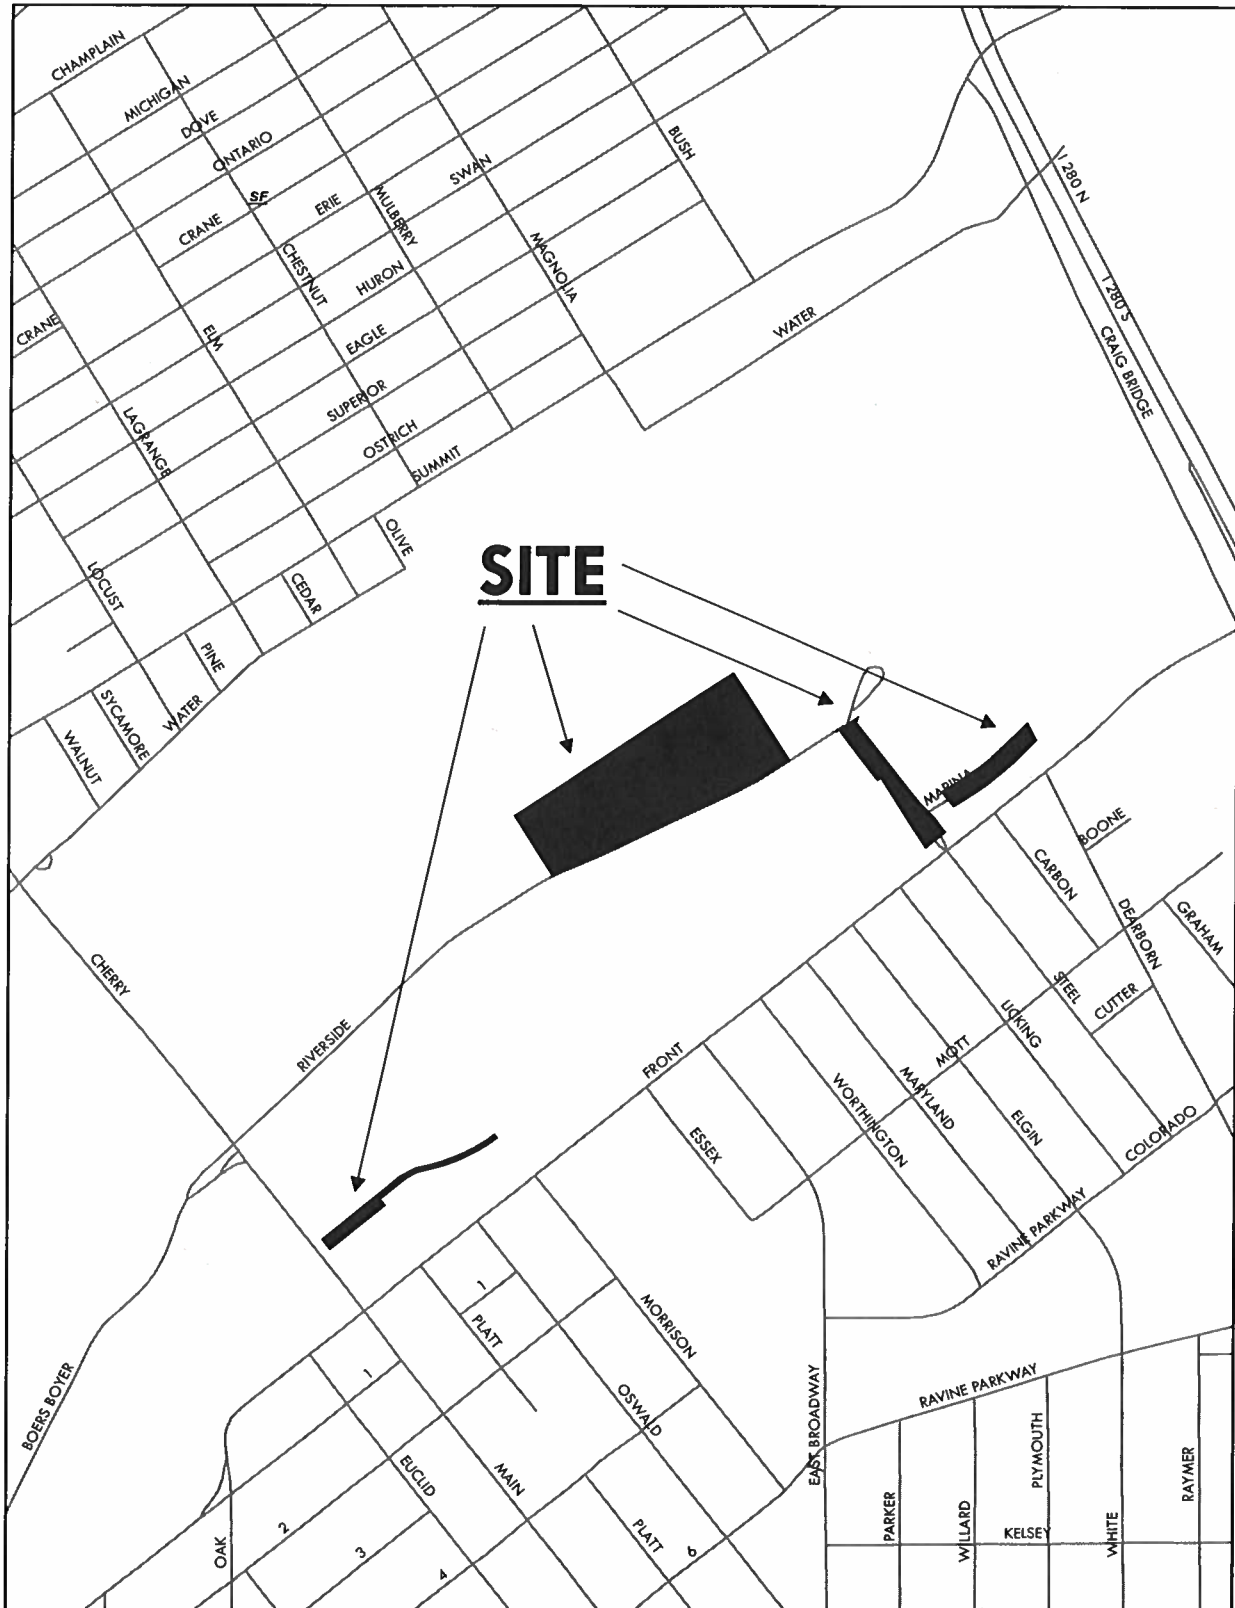 CHAMPLAIN
MICHIGAN
DOVE
ONTARIO
SF
CRANE
ERIE
SWAN
BUSH
MULBERRY
I 280 N
CHESTNUT
HURON
MAGNOLIA
I 280 S
CRANE
ELM
EAGLE
WATER
CRAIG BRIDGE
SUPERIOR
LAGRANGE
OSTRICH
SUMMIT
OLIVE
SITE
LOCUST
CEDAR
PINE
SYCAMORE
WATER
WALNUT
MARINA
BOONE
CARBON
DEARBORN
GRAHAM
CHERRY
STEEL
CUTTER
LICKING
RIVERSIDE
FRONT
MOTT
MARYLAND
WORTHINGTON
ELGIN
ESSEX
COLORADO
RAVINE PARKWAY
1
PLATT
MORRISON
1
BOERS BOYER
OSWALD
RAVINE PARKWAY
EAST BROADWAY
EUCLID
MAIN
PLYMOUTH
RAYMER
PARKER
WILLARD
KELSEY
WHITE
OAK
2
3
4
PLATT
6